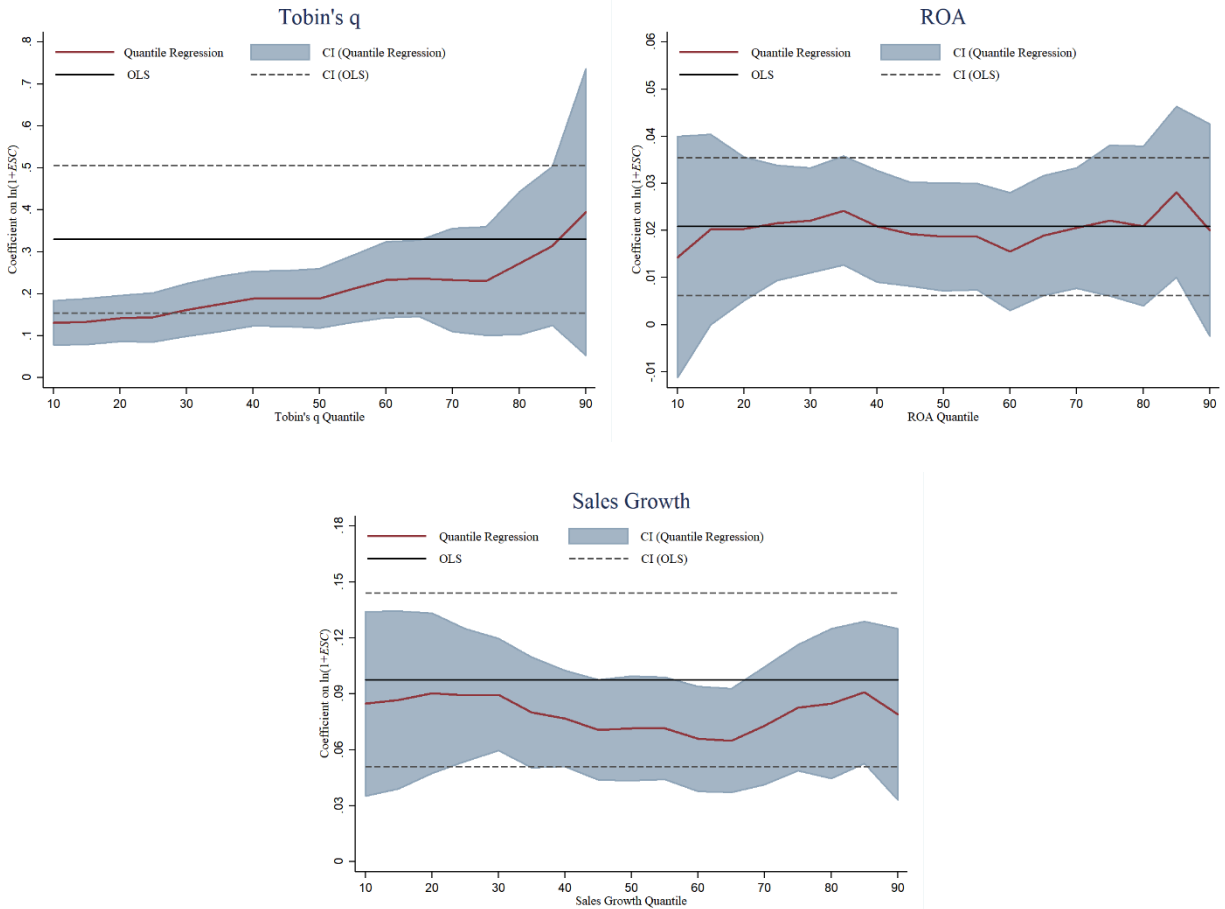 Tobin's q
Quantile Regression CI (Quantile Regression)
OLS CI (OLS)
Coefficient on ln(1+ESC)
.8
.7
.6
.5
.4
.3
.2
.1
0
10 20 30 40 50 60 70 80 90
Tobin's q Quantile
ROA
Quantile Regression CI (Quantile Regression)
OLS CI (OLS)
Coefficient on ln(1+ESC)
.06
.05
.04
.03
.02
.01
0
-.01
10 20 30 40 50 60 70 80 90
ROA Quantile
Sales Growth
Quantile Regression CI (Quantile Regression)
OLS CI (OLS)
Coefficient on ln(1+ESC)
.18
.15
.12
.09
.06
.03
0
10 20 30 40 50 60 70 80 90
Sales Growth Quantile